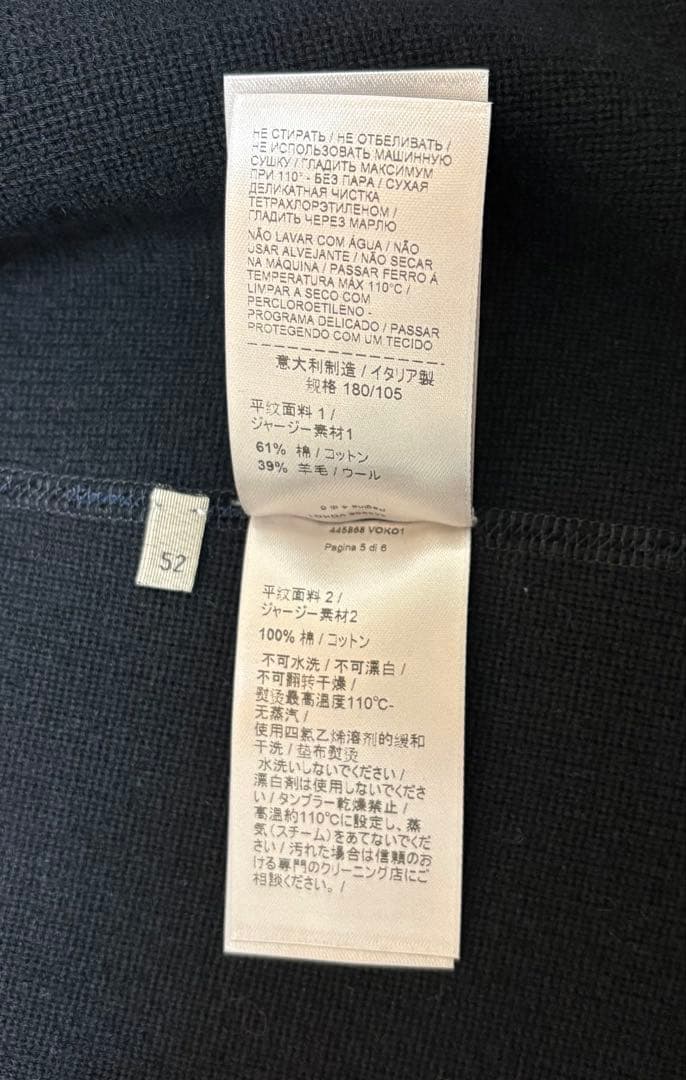 НЕ СТИРАТЬ / НЕ ОТБЕЛИВАТЬ /
НЕ ИСПОЛЬЗОВАТЬ МАШИННУЮ
СУШКУ / ГЛАДИТЬ МАКСИМУМ
ПРИ 110° - БЕЗ ПАРА / СУХАЯ
ДЕЛИКАТНАЯ ЧИСТКА
ТЕТРАХЛОРЭТИЛЕНОМ /
ГЛАДИТЬ ЧЕРЕЗ МАРЛЮ
NÃO LAVAR COM ÁGUA / NÃO
USAR ALVEJANTE / NÃO SECAR
NA MÁQUINA / PASSAR FERRO À
TEMPERATURA MÁX 110°C /
LIMPAR A SECO COM
PERCLOROETILENO -
PROGRAMA DELICADO / PASSAR
PROTEGENDO COM UM TECIDO
意大利制造 / イタリア製
规格 180/105
平纹面料 1 /
ジャージー素材1
61% 棉 / コットン
39% 羊毛 / ウール
445868 VOKO1
Pagina 5 di 6
52
平纹面料 2 /
ジャージー素材2
100% 棉 / コットン
不可水洗 / 不可漂白 /
不可翻转干燥 /
熨烫最高温度110°C-
无蒸汽 /
使用四氯乙烯溶剂的缓和
干洗 / 垫布熨烫
水洗いしないでください /
漂白剤は使用しないでくださ
い / タンブラー乾燥禁止 /
高温約110°Cに設定し、蒸
気(スチーム)をあてないでくだ
さい / 汚れた場合は信頼のお
ける専門のクリーニング店にご
相談ください。 /